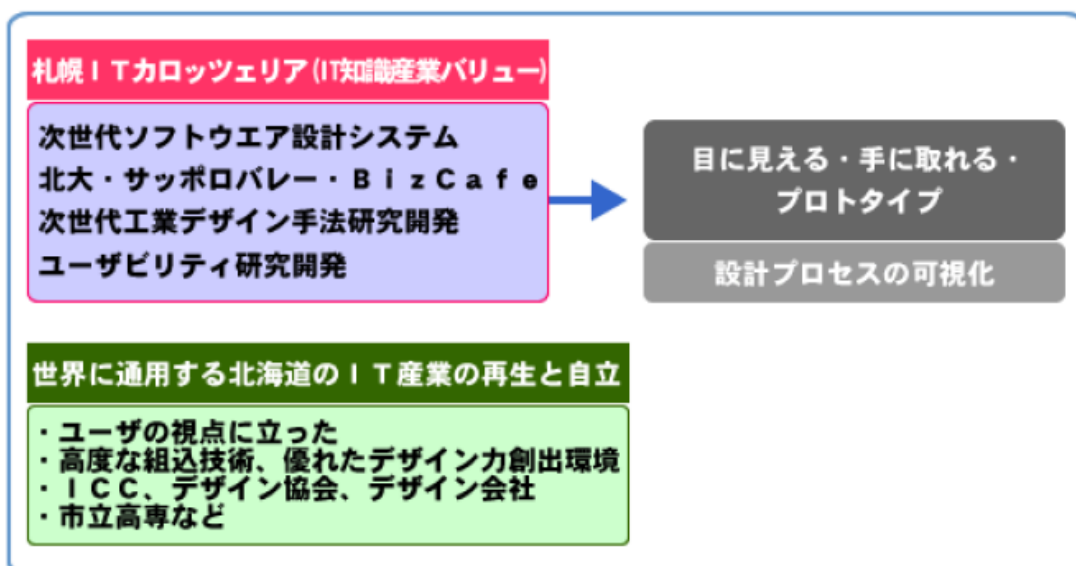 札幌ＩＴカロッツェリア(IT知識産業バリュー)
次世代ソフトウエア設計システム
北大・サッポロバレー・ＢｉｚＣａｆｅ
次世代工業デザイン手法研究開発
ユーザビリティ研究開発
目に見える・手に取れる・
プロトタイプ
設計プロセスの可視化
世界に通用する北海道のＩＴ産業の再生と自立
・ユーザの視点に立った
・高度な組込技術、優れたデザイン力創出環境
・ＩＣＣ、デザイン協会、デザイン会社
・市立高専など